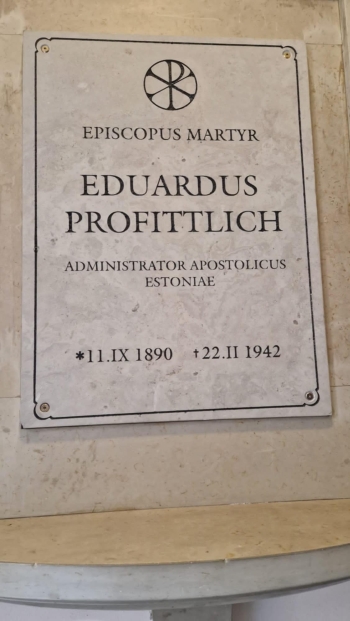 EPISCOPUS MARTYR
EDUARDUS
PROFITTLICH
ADMINISTRATOR APOSTOLICUS
ESTONIAE
*11.IX 1890 †22.II 1942